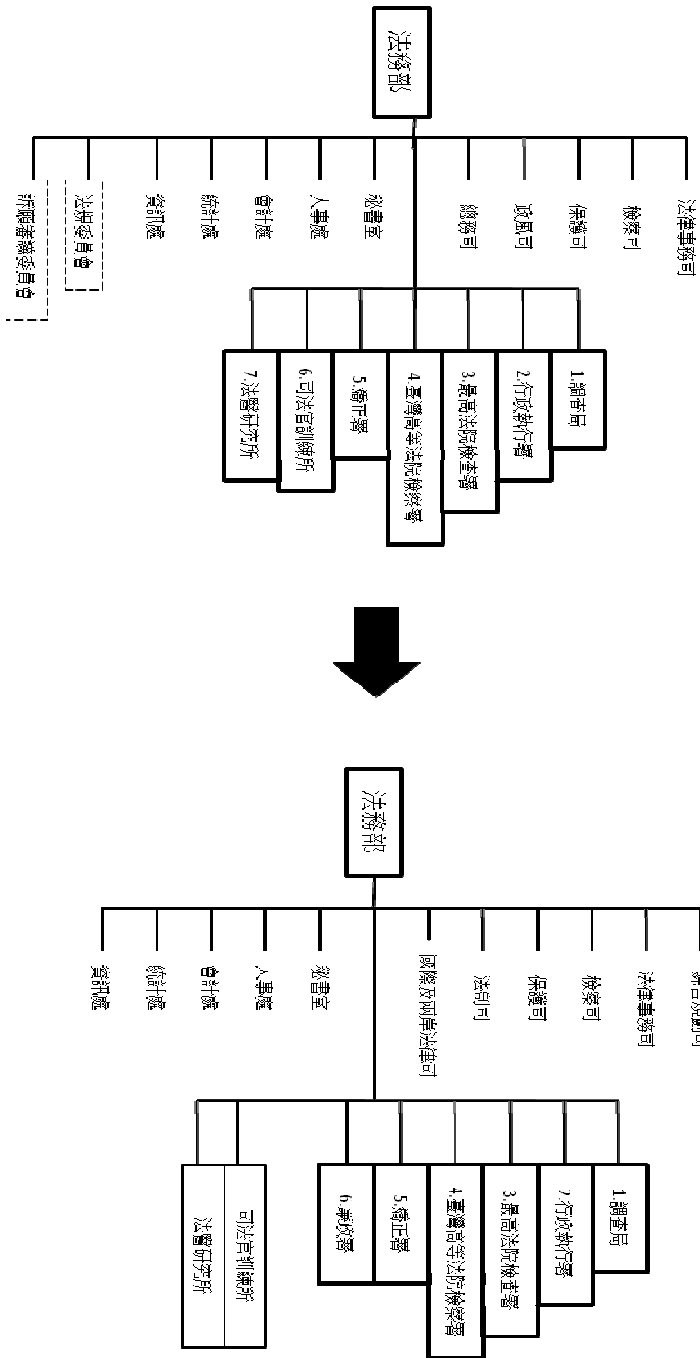 法務部
法律事務司
檢察司
保護司
政風司
總務司
秘書室
人事處
會計處
統計處
資訊處
法規委員會
訴願審議委員會
1.調查局
2.行政執行署
3.最高法院檢查署
4.臺灣高等法院檢察署
5.矯正署
6.司法官訓練所
7.法醫研究所
法務部
法律事務司
檢察司
保護司
法制司
國際及兩岸法律司
秘書室
人事處
會計處
統計處
資訊處
1.調查局
2.行政執行署
3.最高法院檢查署
4.臺灣高等法院檢察署
5.矯正署
6.廉政署
司法官訓練所
法醫研究所